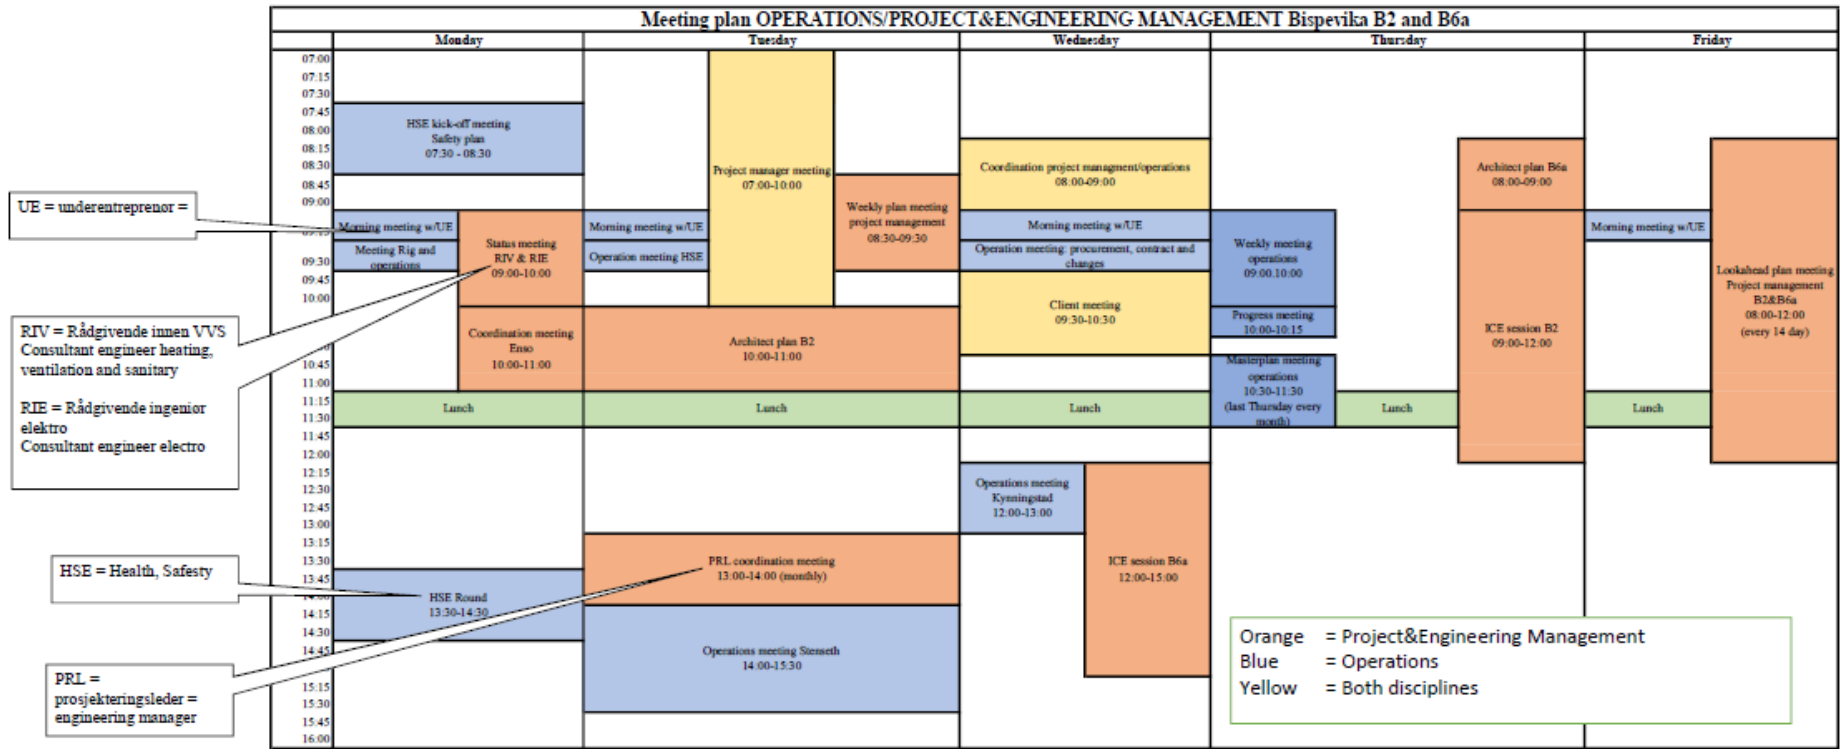 Meeting plan OPERATIONS/PROJECT&ENGINEERING MANAGEMENT Bispevika B2 and B6a
Monday
Tuesday
Wednesday
Thursday
Friday
07:00
07:15
07:30
07:45
08:00
08:15
08:30
08:45
09:00
09:15
09:30
09:45
10:00
10:45
11:00
11:15
11:30
11:45
12:00
12:15
12:30
12:45
13:00
13:15
13:30
13:45
14:00
14:15
14:30
14:45
15:15
15:30
15:45
16:00
HSE kick-off meeting
Safety plan
07:30 - 08:30
Morning meeting w/UE
Meeting Rig and
operations
Status meeting
RIV & RIE
09:00-10:00
Coordination meeting
Enso
10:00-11:00
Lunch
HSE Round
13:30-14:30
Project manager meeting
07:00-10:00
Weekly plan meeting
project management
08:30-09:30
Morning meeting w/UE
Operation meeting HSE
Architect plan B2
10:00-11:00
Lunch
PRL coordination meeting
13:00-14:00 (monthly)
Operations meeting Stenseth
14:00-15:30
Coordination project managment/operations
08:00-09:00
Morning meeting w/UE
Operation meeting: procurement, contract and
changes
Client meeting
09:30-10:30
Lunch
Operations meeting
Kynningstad
12:00-13:00
ICE session B6a
12:00-15:00
Weekly meeting
operations
09:00.10:00
Progress meeting
10:00-10:15
Masterplan meeting
operations
10:30-11:30
(last Thursday every
month)
Lunch
Architect plan B6a
08:00-09:00
ICE session B2
09:00-12:00
Morning meeting w/UE
Lunch
Lookahead plan meeting
Project management
B2&B6a
08:00-12:00
(every 14 day)
UE = underentreprenør =
RIV = Rådgivende innen VVS
Consultant engineer heating,
ventilation and sanitary
RIE = Rådgivende ingeniør
elektro
Consultant engineer electro
HSE = Health, Safesty
PRL =
prosjekteringsleder =
engineering manager
Orange = Project&Engineering Management
Blue = Operations
Yellow = Both disciplines